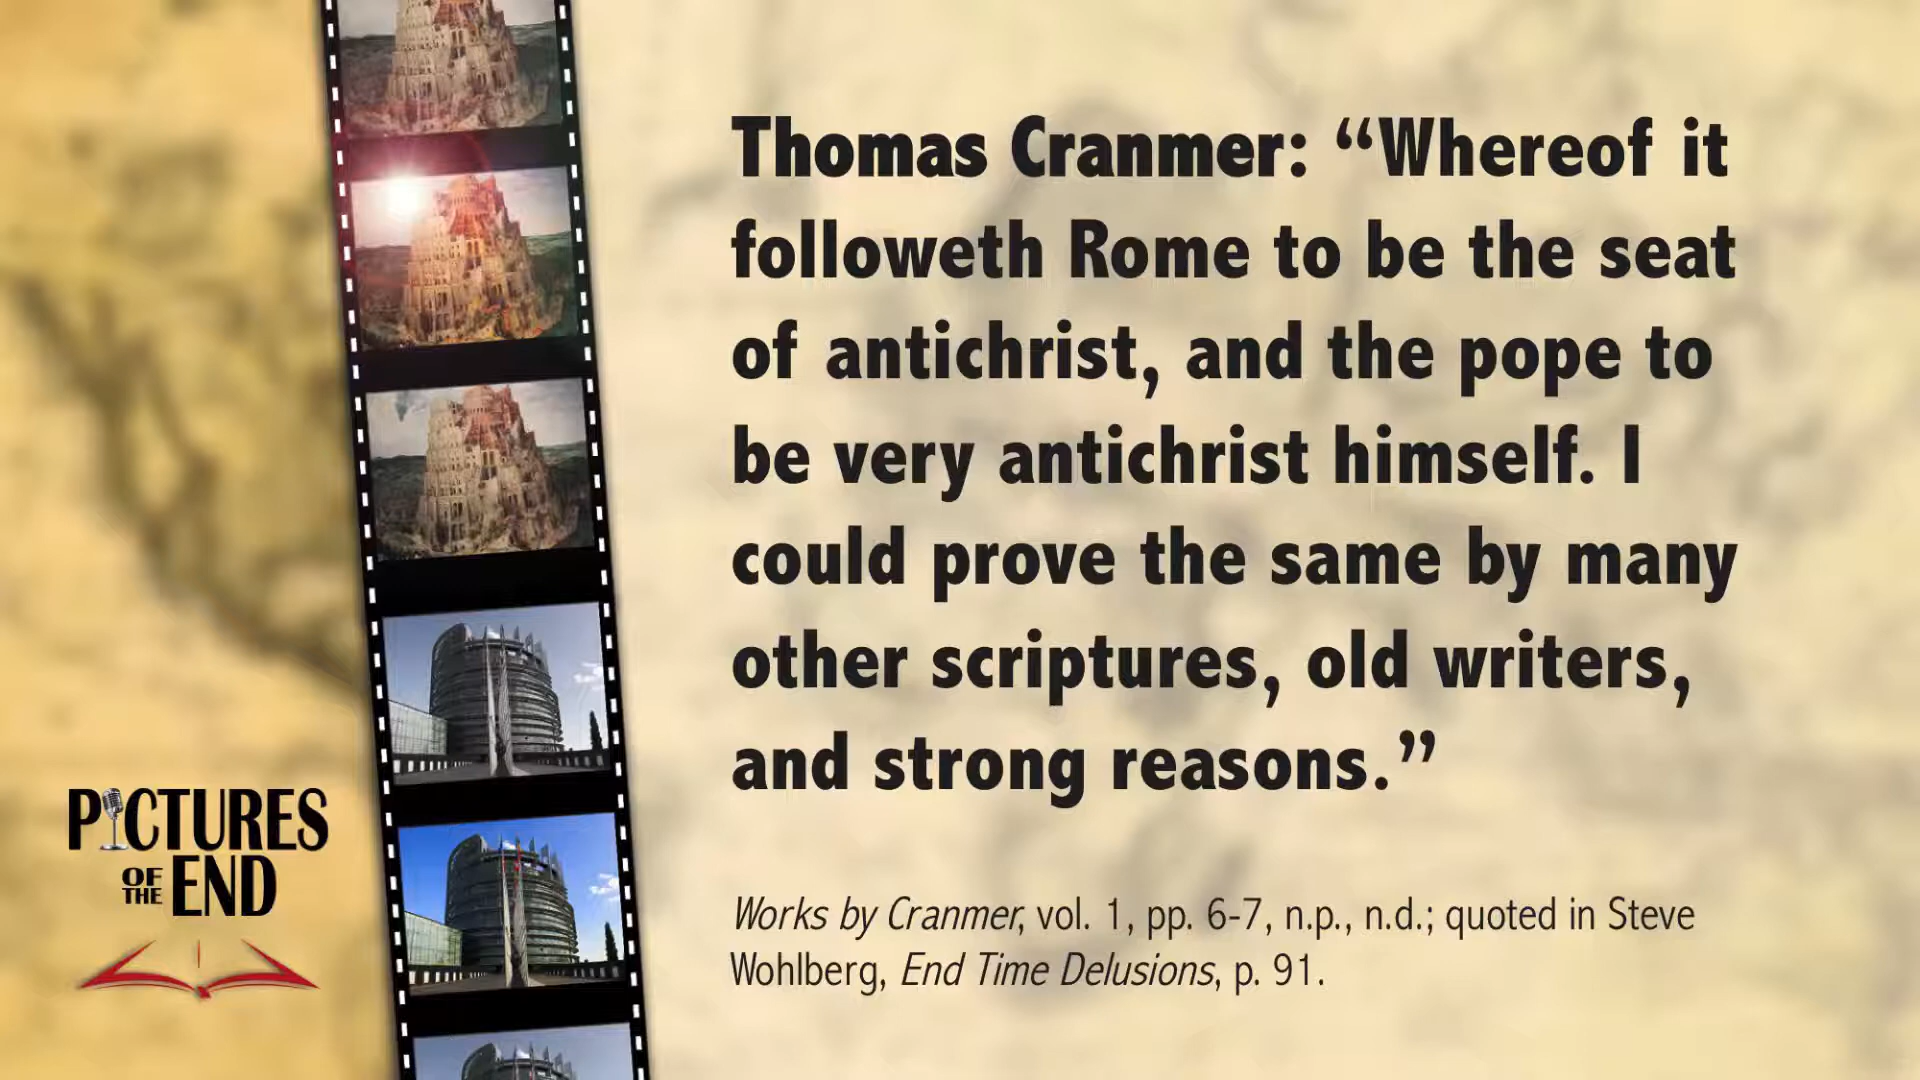 Thomas Cranmer: “Whereof it
followeth Rome to be the seat
of antichrist, and the pope to
be very antichrist himself. I
could prove the same by many
other scriptures, old writers,
and strong reasons.”
Works by Cranmer, vol. 1, pp. 6-7, n.p., n.d.; quoted in Steve
Wohlberg, End Time Delusions, p. 91.
PICTURES
OF THE END